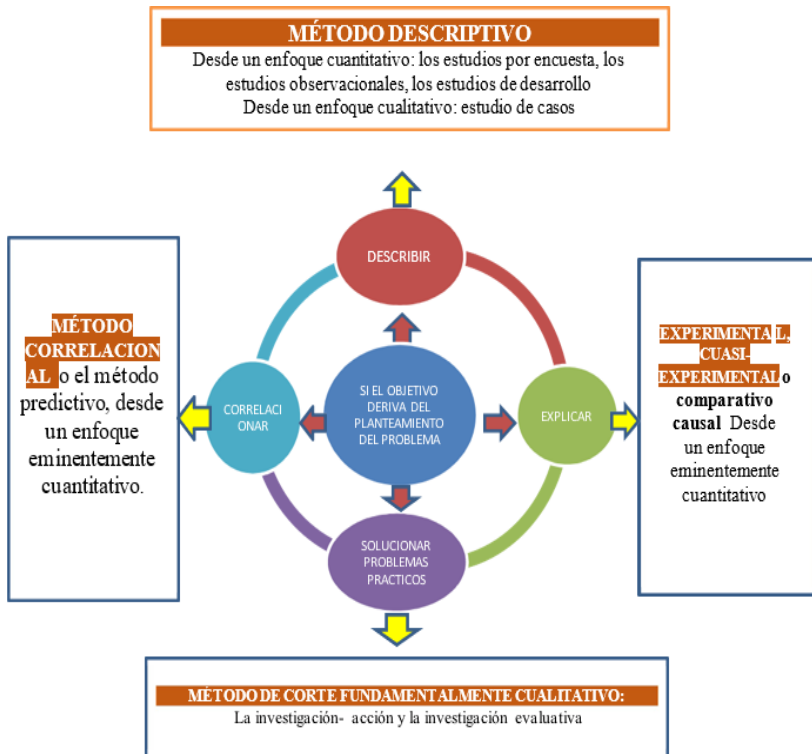 MÉTODO DESCRIPTIVO
Desde un enfoque cuantitativo: los estudios por encuesta, los
estudios observacionales, los estudios de desarrollo
Desde un enfoque cualitativo: estudio de casos
DESCRIBIR
MÉTODO
CORRELACION
AL o el método
predictivo, desde
un enfoque
eminentemente
cuantitativo.
CORRELACI
ONAR
SI EL OBJETIVO
DERIVA DEL
PLANTEAMIENTO
DEL PROBLEMA
EXPLICAR
EXPERIMENTAL,
CUASI-
EXPERIMENTAL o
comparativo
causal Desde
un enfoque
eminentemente
cuantitativo
SOLUCIONAR
PROBLEMAS
PRACTICOS
MÉTODO DE CORTE FUNDAMENTALMENTE CUALITATIVO:
La investigación- acción y la investigación evaluativa